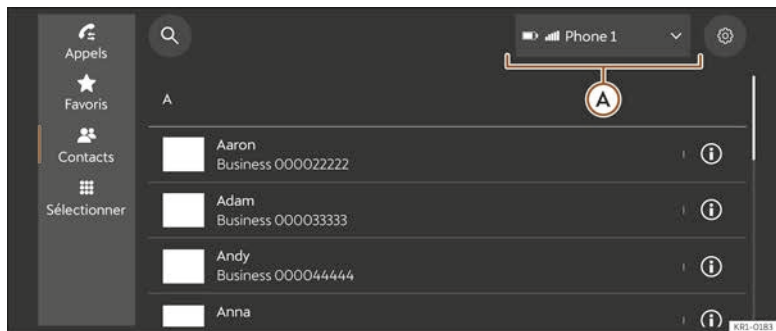 Appels
Favoris
Contacts
Sélectionner
Phone 1
A
A
Aaron
Business 000022222
Adam
Business 000033333
Andy
Business 000044444
Anna
KR1-0183